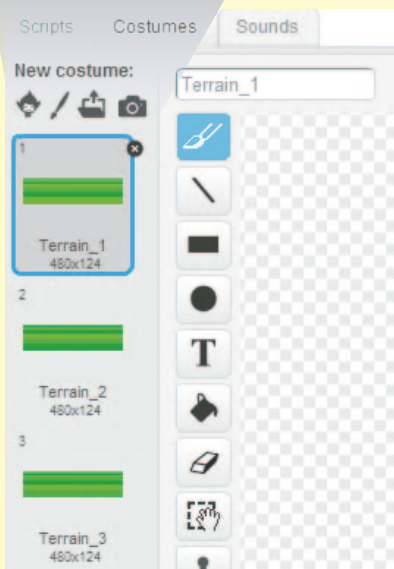 Scripts Costumes Sounds
New costume:
Terrain_1
1
Terrain_1
480x124
2
Terrain_2
480x124
3
Terrain_3
480x124
T